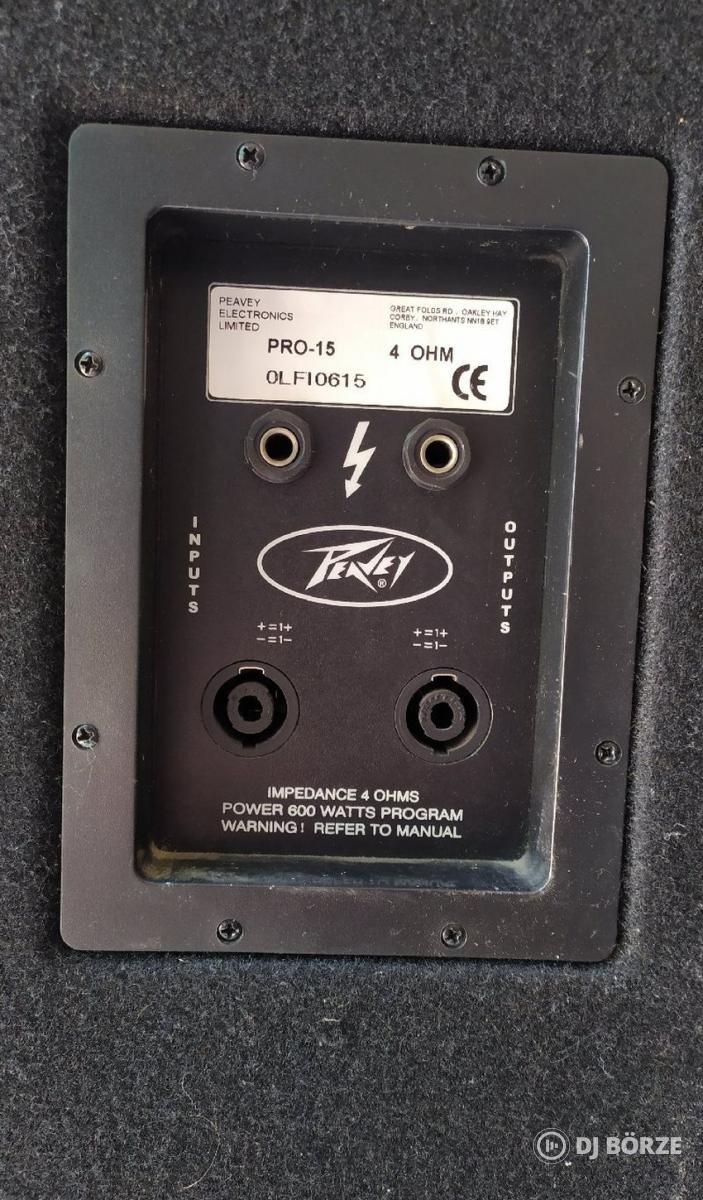 PEAVEY
ELECTRONICS
LIMITED
GREAT FOLDS RD . OAKLEY HAY
CORBY. NORTHANTS NN18 9ET
ENGLAND
PRO-15 4 OHM
0LFI0615
CE
INPUTS
PEAVEY®
OUTPUTS
+=1+
-=1-
+=1+
-=1-
IMPEDANCE 4 OHMS
POWER 600 WATTS PROGRAM
WARNING! REFER TO MANUAL
DJ BÖRZE